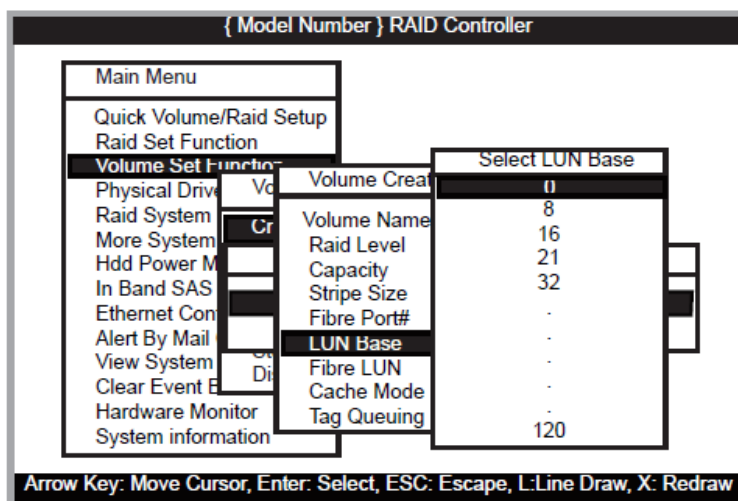 { Model Number } RAID Controller
Main Menu
Quick Volume/Raid Setup
Raid Set Function
Volume Set Function
Physical Drive
Raid System
More System
Hdd Power M
In Band SAS
Ethernet Con
Alert By Mail
View System
Clear Event B
Hardware Monitor
System information
Vo
Cr
Di
Volume Creat
Volume Name
Raid Level
Capacity
Stripe Size
Fibre Port#
LUN Base
Fibre LUN
Cache Mode
Tag Queuing
Select LUN Base
0
8
16
21
32
.
.
.
.
120
Arrow Key: Move Cursor, Enter: Select, ESC: Escape, L:Line Draw, X: Redraw